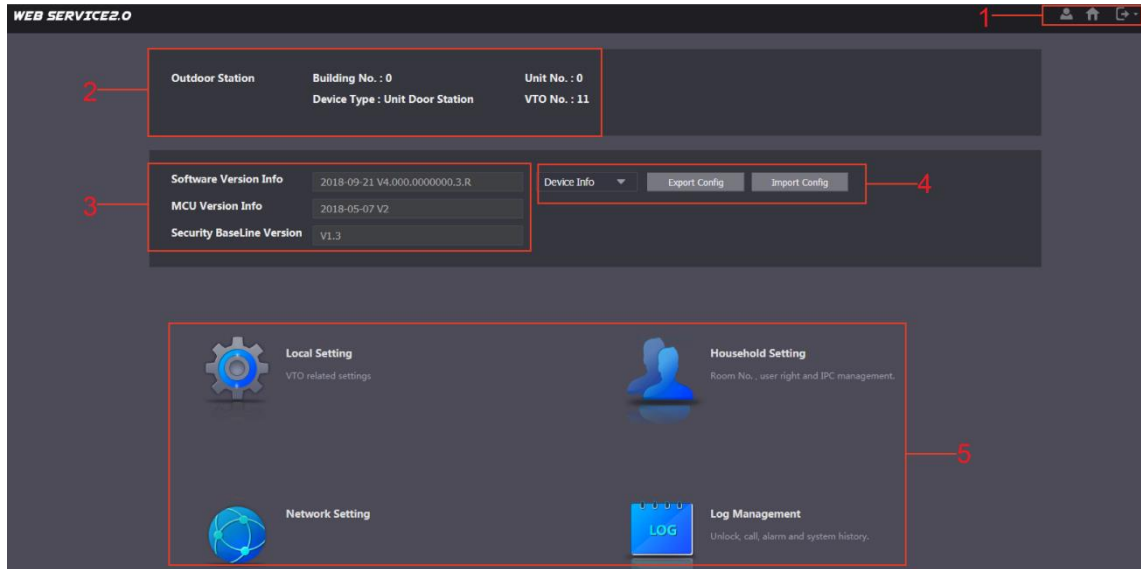 WEB SERVICE2.0
1
2
Outdoor Station Building No. : 0 Unit No. : 0
Device Type : Unit Door Station VTO No. : 11
3
Software Version Info 2018-09-21 V4.000.0000000.3.R Device Info Export Config Import Config
4
MCU Version Info 2018-05-07 V2
Security BaseLine Version V1.3
Local Setting
VTO related settings
Household Setting
Room No. , user right and IPC management.
5
Network Setting
LOG
Log Management
Unlock, call, alarm and system history.